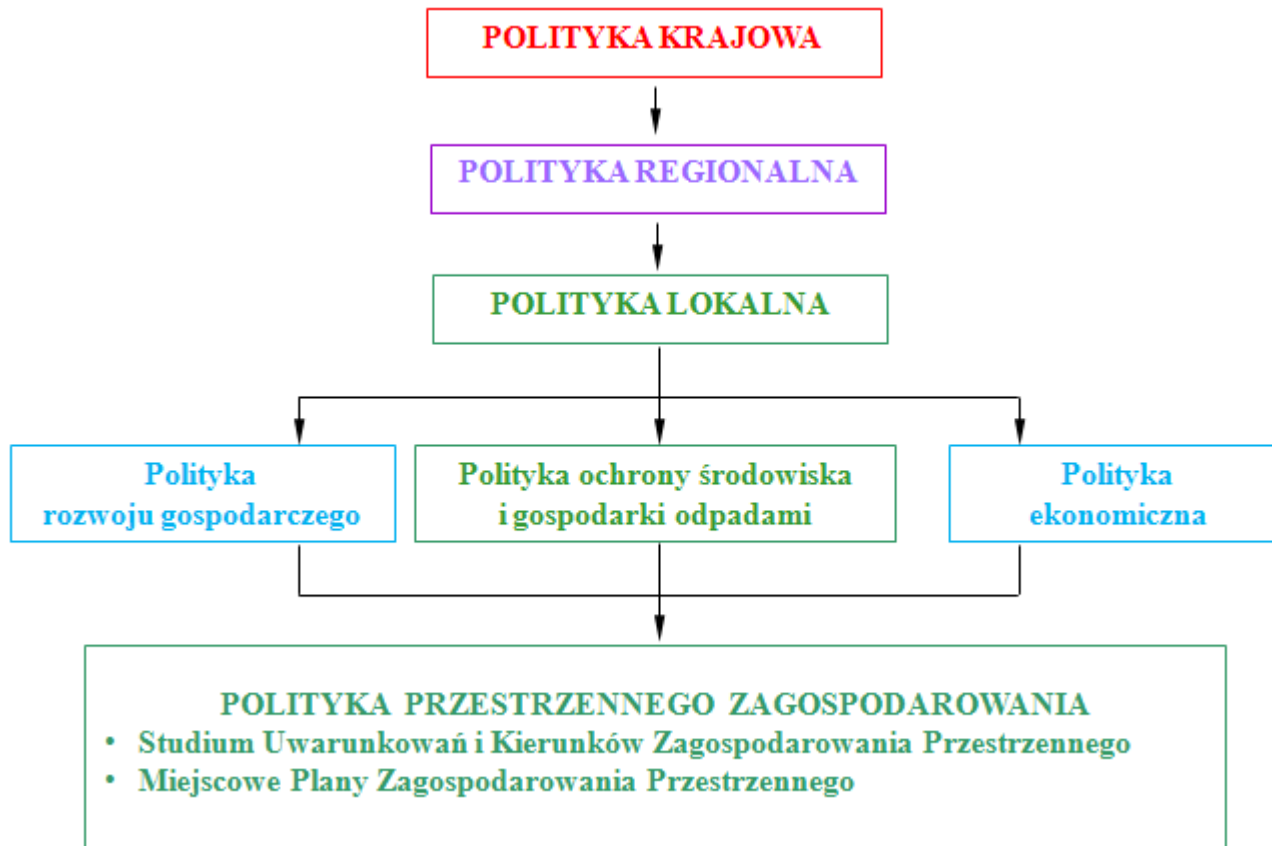 POLITYKA KRAJOWA
POLITYKA REGIONALNA
POLITYKA LOKALNA
Polityka
rozwoju gospodarczego
Polityka ochrony środowiska
i gospodarki odpadami
Polityka
ekonomiczna
POLITYKA PRZESTRZENNEGO ZAGOSPODAROWANIA
• Studium Uwarunkowań i Kierunków Zagospodarowania Przestrzennego
• Miejscowe Plany Zagospodarowania Przestrzennego